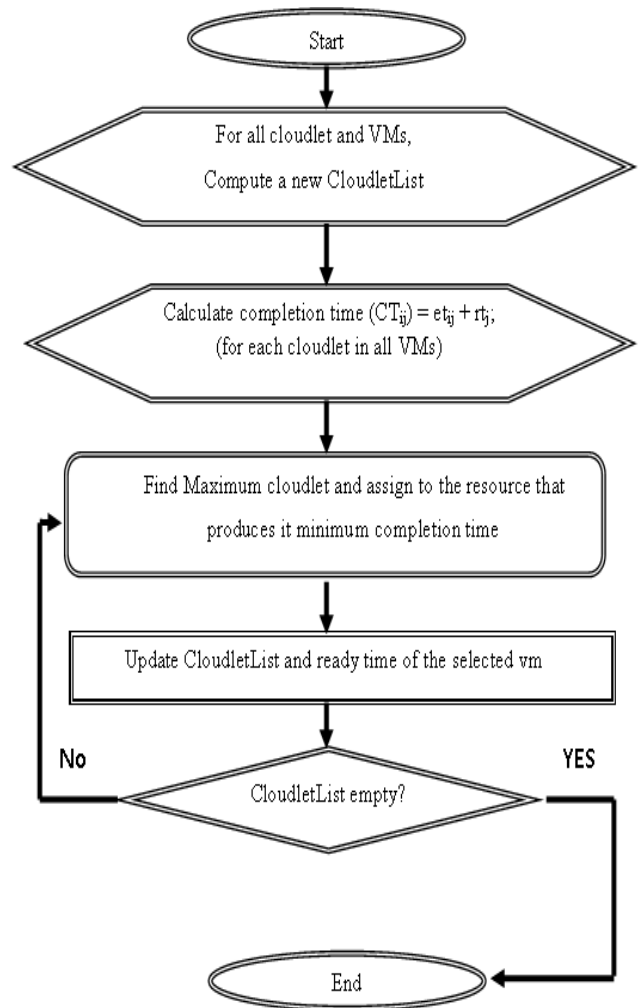 Start
For all cloudlet and VMs,
Compute a new CloudletList
Calculate completion time (CTij) = etij + rtj;
(for each cloudlet in all VMs)
Find Maximum cloudlet and assign to the resource that
produces it minimum completion time
Update CloudletList and ready time of the selected vm
No
YES
CloudletList empty?
End